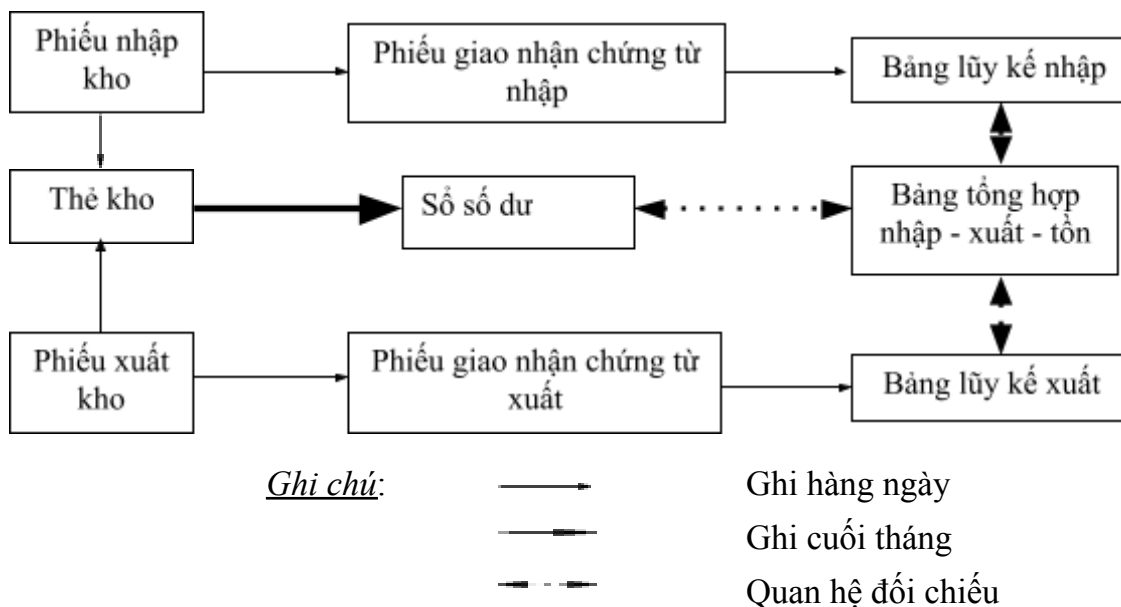 Phiếu nhập
kho
Phiếu giao nhận chứng từ
nhập
Bảng lũy kế nhập
Thẻ kho
Sổ số dư
Bảng tổng hợp
nhập - xuất - tồn
Phiếu xuất
kho
Phiếu giao nhận chứng từ
xuất
Bảng lũy kế xuất
Ghi chú:
Ghi hàng ngày
Ghi cuối tháng
Quan hệ đối chiếu